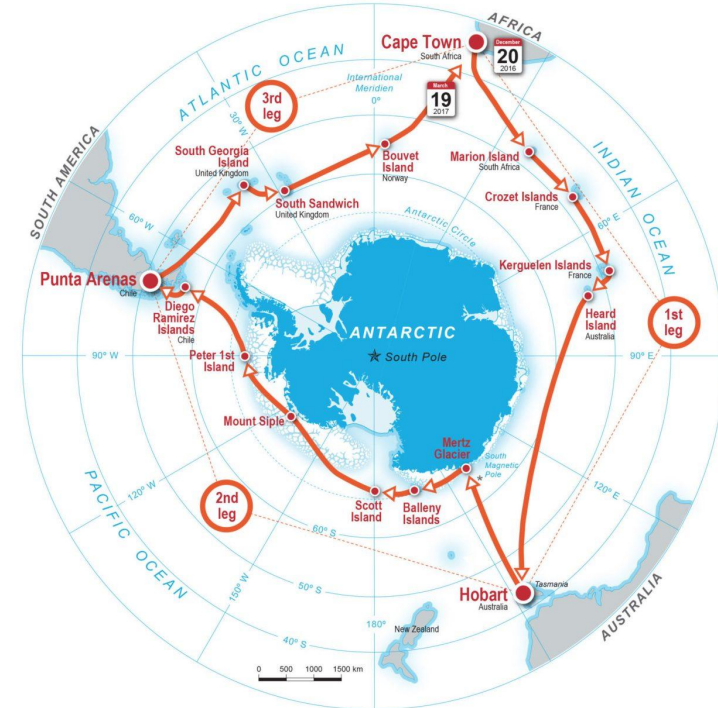 AFRICA
Cape Town
South Africa
December
20
2016
ATLANTIC OCEAN
International
Meridien
0°
March
19
2017
3rd
leg
30° W
South Georgia
Island
United Kingdom
South Sandwich
United Kingdom
Bouvet
Island
Norway
Marion Island
South Africa
Crozet Islands
France
INDIAN OCEAN
60° E
SOUTH AMERICA
60° W
Antarctic Circle
Kerguelen Islands
France
Heard
Island
Australia
1st
leg
Punta Arenas
Chile
Diego
Ramirez
Islands
Chile
ANTARCTIC
South Pole
90° W
90° E
Peter 1st
Island
Mount Siple
Mertz
Glacier
South
Magnetic
Pole
Scott
Island
Balleny
Islands
120° W
120° E
2nd
leg
PACIFIC OCEAN
60° S
50° S
40° S
150° W
180°
Hobart
Australia
Tasmania
AUSTRALIA
New Zealand
0 500 1000 1500 km